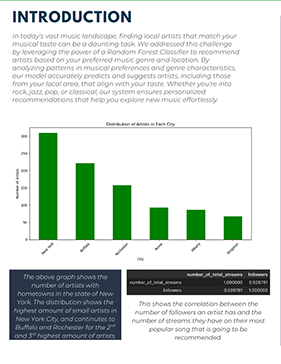 INTRODUCTION
In today's vast music landscape, finding local artists that match your
musical taste can be a daunting task. We addressed this challenge
by leveraging the power of a Random Forest Classifier to recommend
artists based on your preferred music genre and location. By
analyzing patterns in musical preferences and genre characteristics,
our model accurately predicts and suggests artists, including those
from your local area, that align with your taste. Whether you're into
rock, jazz, pop, or classical, our system ensures personalized
recommendations that help you explore new music effortlessly.
Distribution of Artists in Each City
Number of Artists
300
250
200
150
100
50
0
New York
Buffalo
Rochester
Albany
Kingston
City
The above graph shows the
number of artists with
hometowns in the state of New
York. The distribution shows the
highest amount of small artists in
New York City, and continues to
Buffalo and Rochester for the 2nd
and 3rd highest amount of artists.
number_of_total_streams followers
number_of_total_streams 1.000000 0.528781
followers 0.528781 1.000000
This shows the correlation between the
number of followers an artist has and the
number of streams they have on their most
popular song that is going to be
recommended.